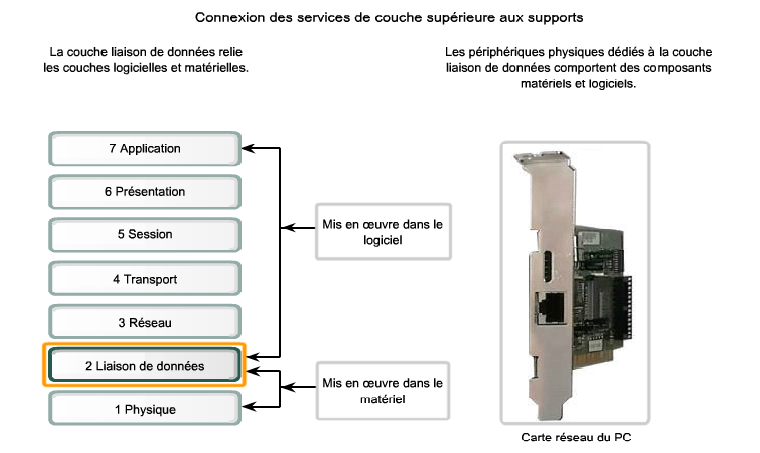 Connexion des services de couche supérieure aux supports
La couche liaison de données relie
les couches logicielles et matérielles.
Les périphériques physiques dédiés à la couche
liaison de données comportent des composants
matériels et logiciels.
7 Application
6 Présentation
5 Session
4 Transport
3 Réseau
2 Liaison de données
1 Physique
Mis en œuvre dans le
logiciel
Mis en œuvre dans le
matériel
Carte réseau du PC